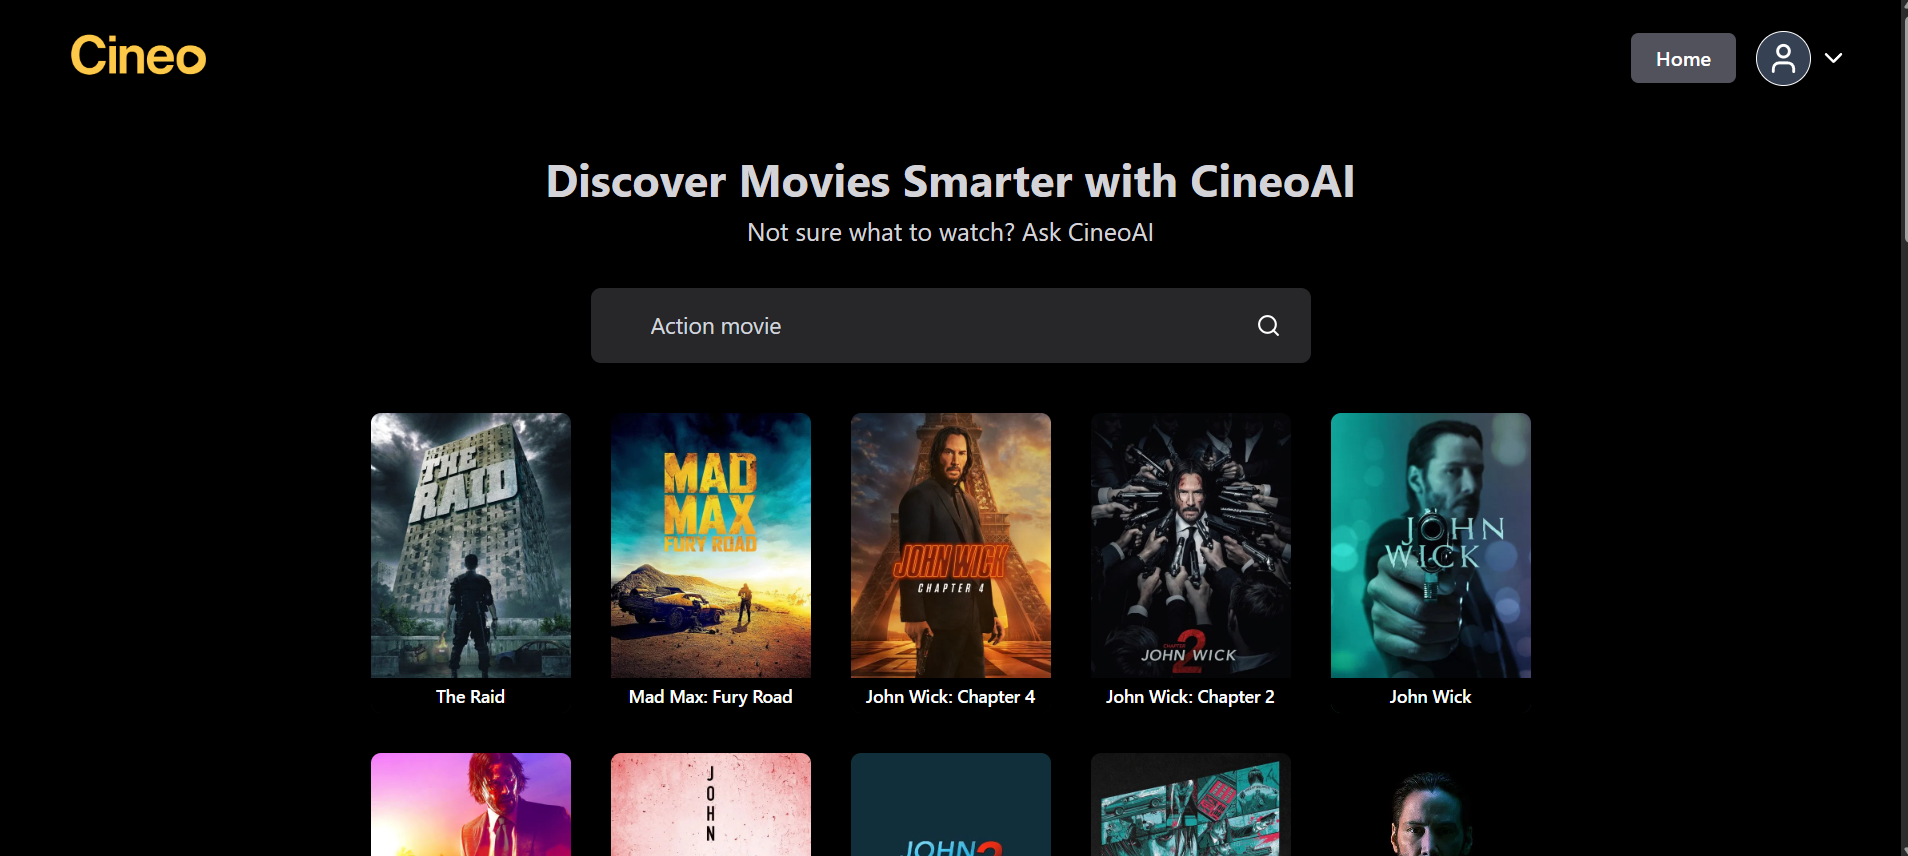 Cineo
Home
Discover Movies Smarter with CineoAI
Not sure what to watch? Ask CineoAI
Action movie
THE
RAID
MAD
MAX
FURY ROAD
JOHN WICK
CHAPTER 4
CHAPTER
2
JOHN WICK
JOHN
WICK
The Raid
Mad Max: Fury Road
John Wick: Chapter 4
John Wick: Chapter 2
John Wick
JOHN
JOHN